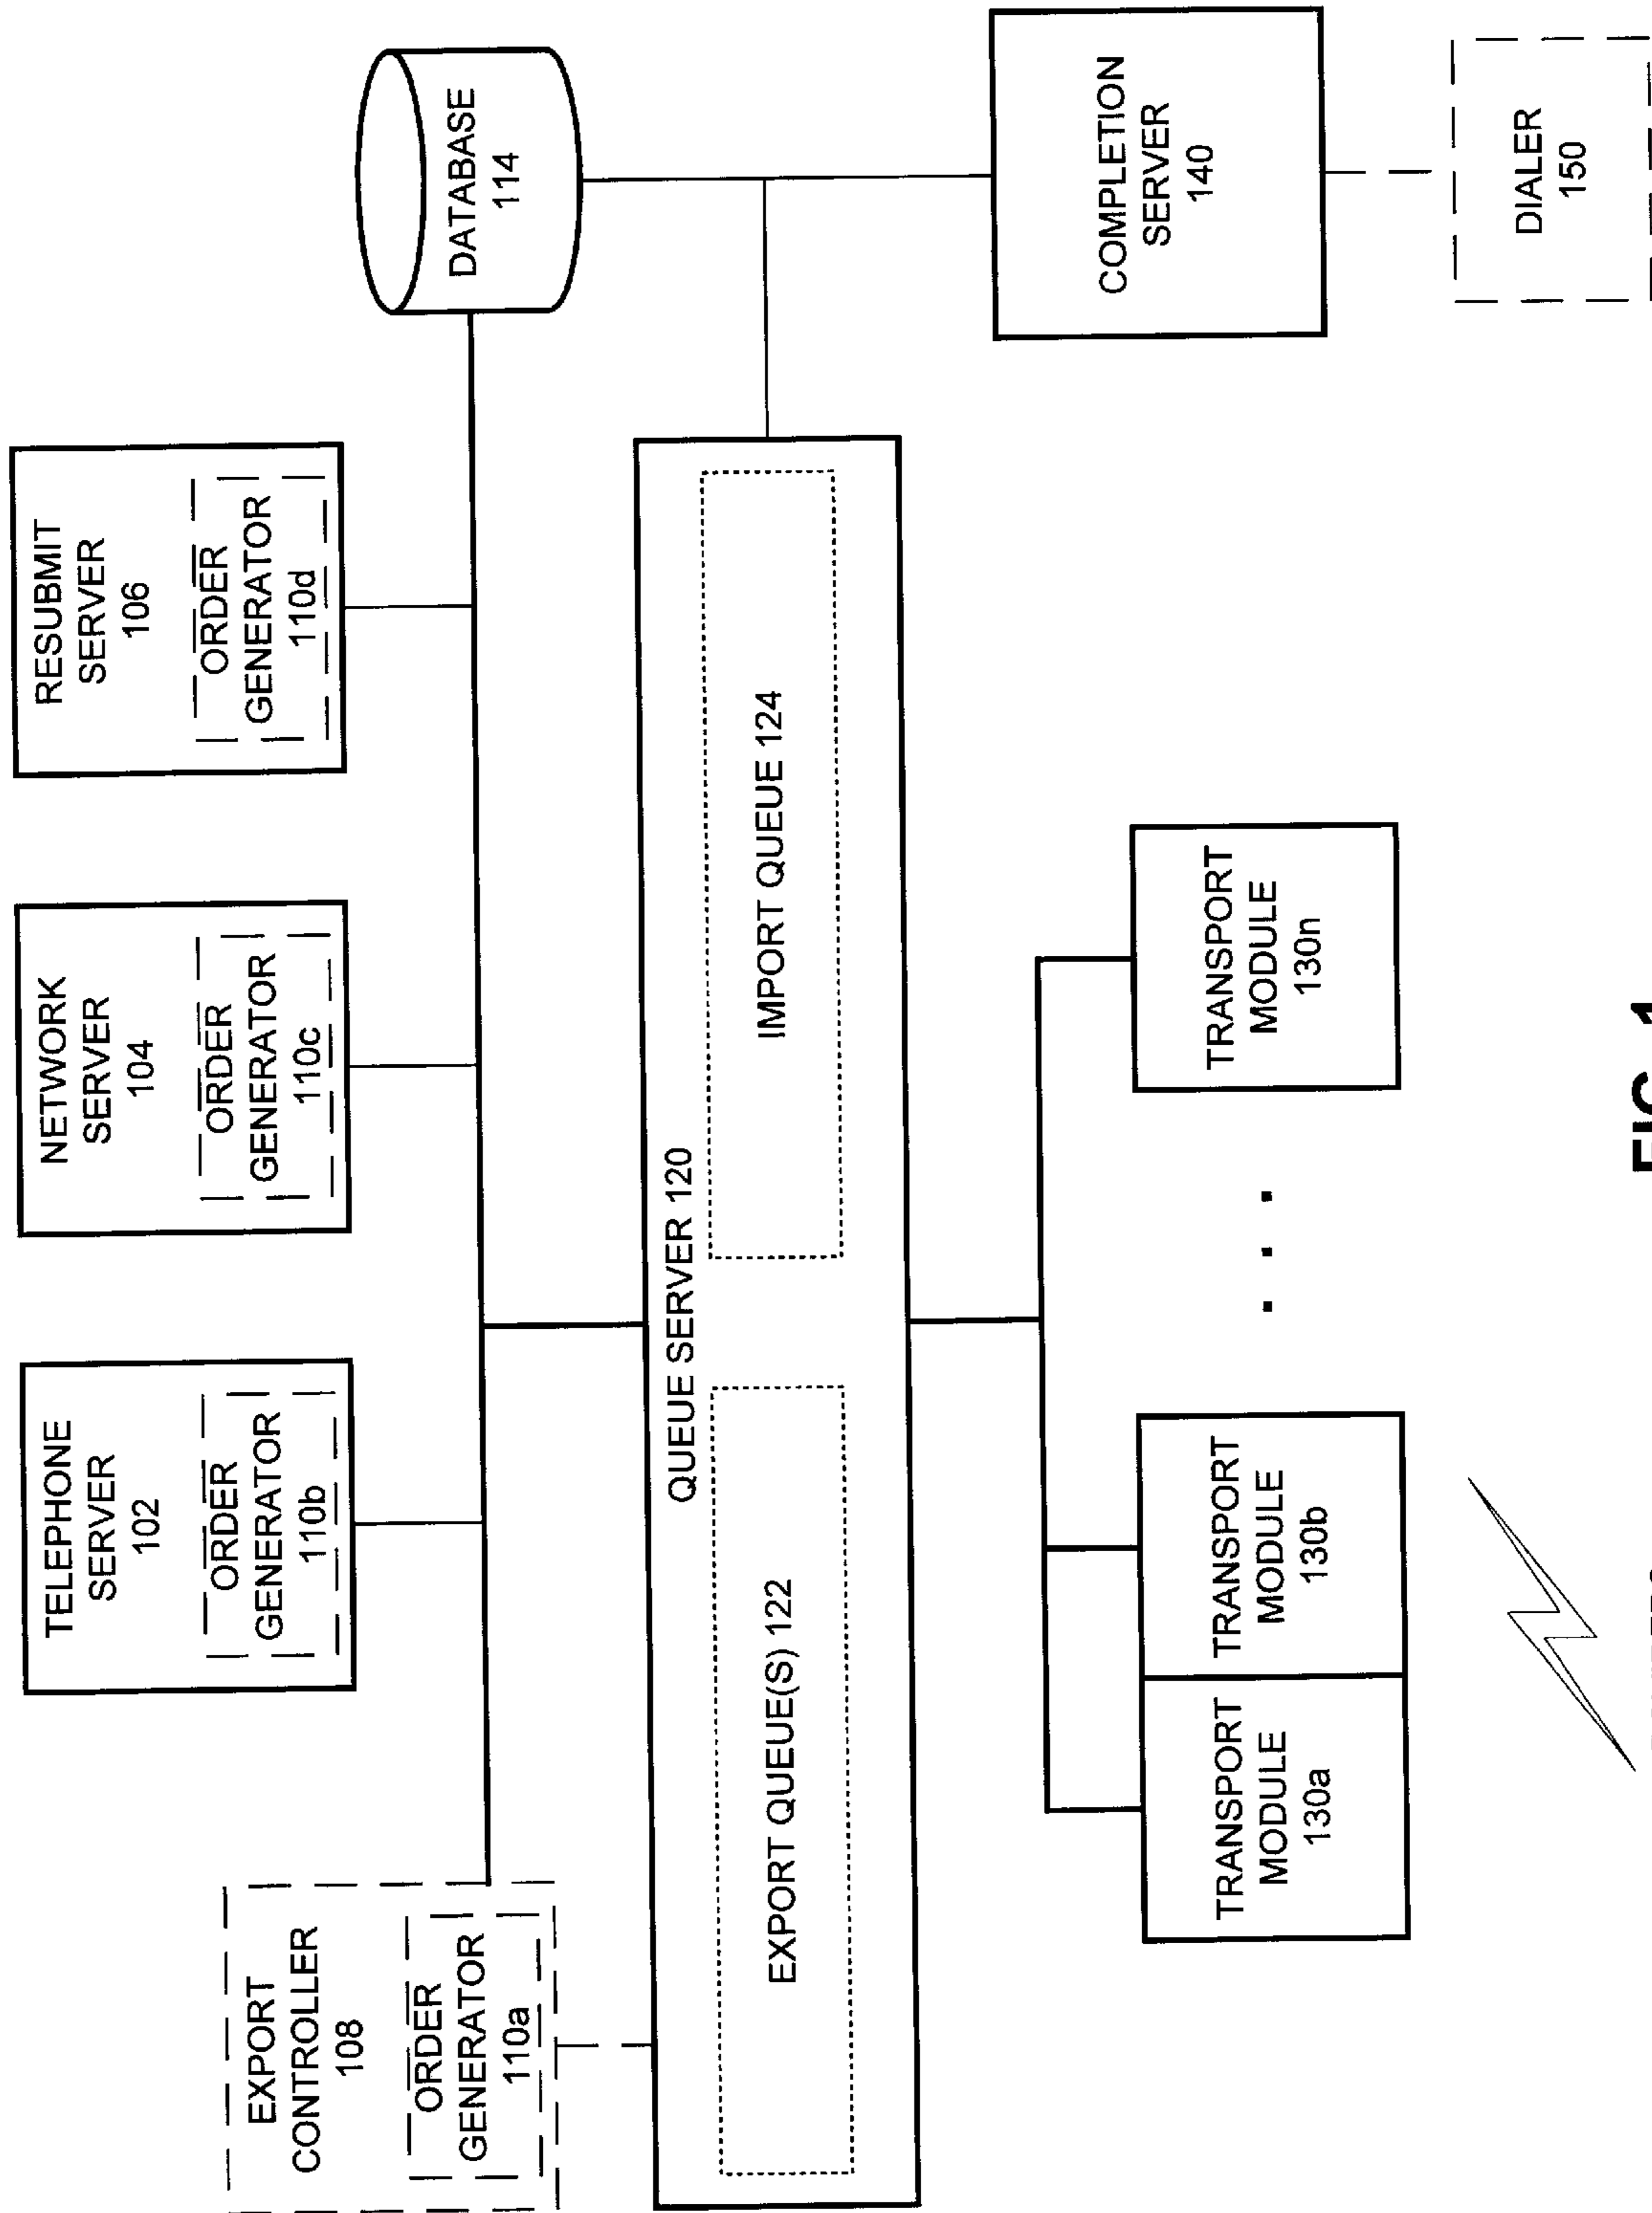 TELEPHONE
SERVER
102
ORDER
GENERATOR
110b
NETWORK
SERVER
104
ORDER
GENERATOR
110c
RESUBMIT
SERVER
106
ORDER
GENERATOR
110d
EXPORT
CONTROLLER
108
ORDER
GENERATOR
110a
DATABASE
114
QUEUE SERVER 120
EXPORT QUEUE(S) 122
IMPORT QUEUE 124
TRANSPORT
MODULE
130a
TRANSPORT
MODULE
130b
. . .
TRANSPORT
MODULE
130n
COMPLETION
SERVER
140
DIALER
150
FIG. 1